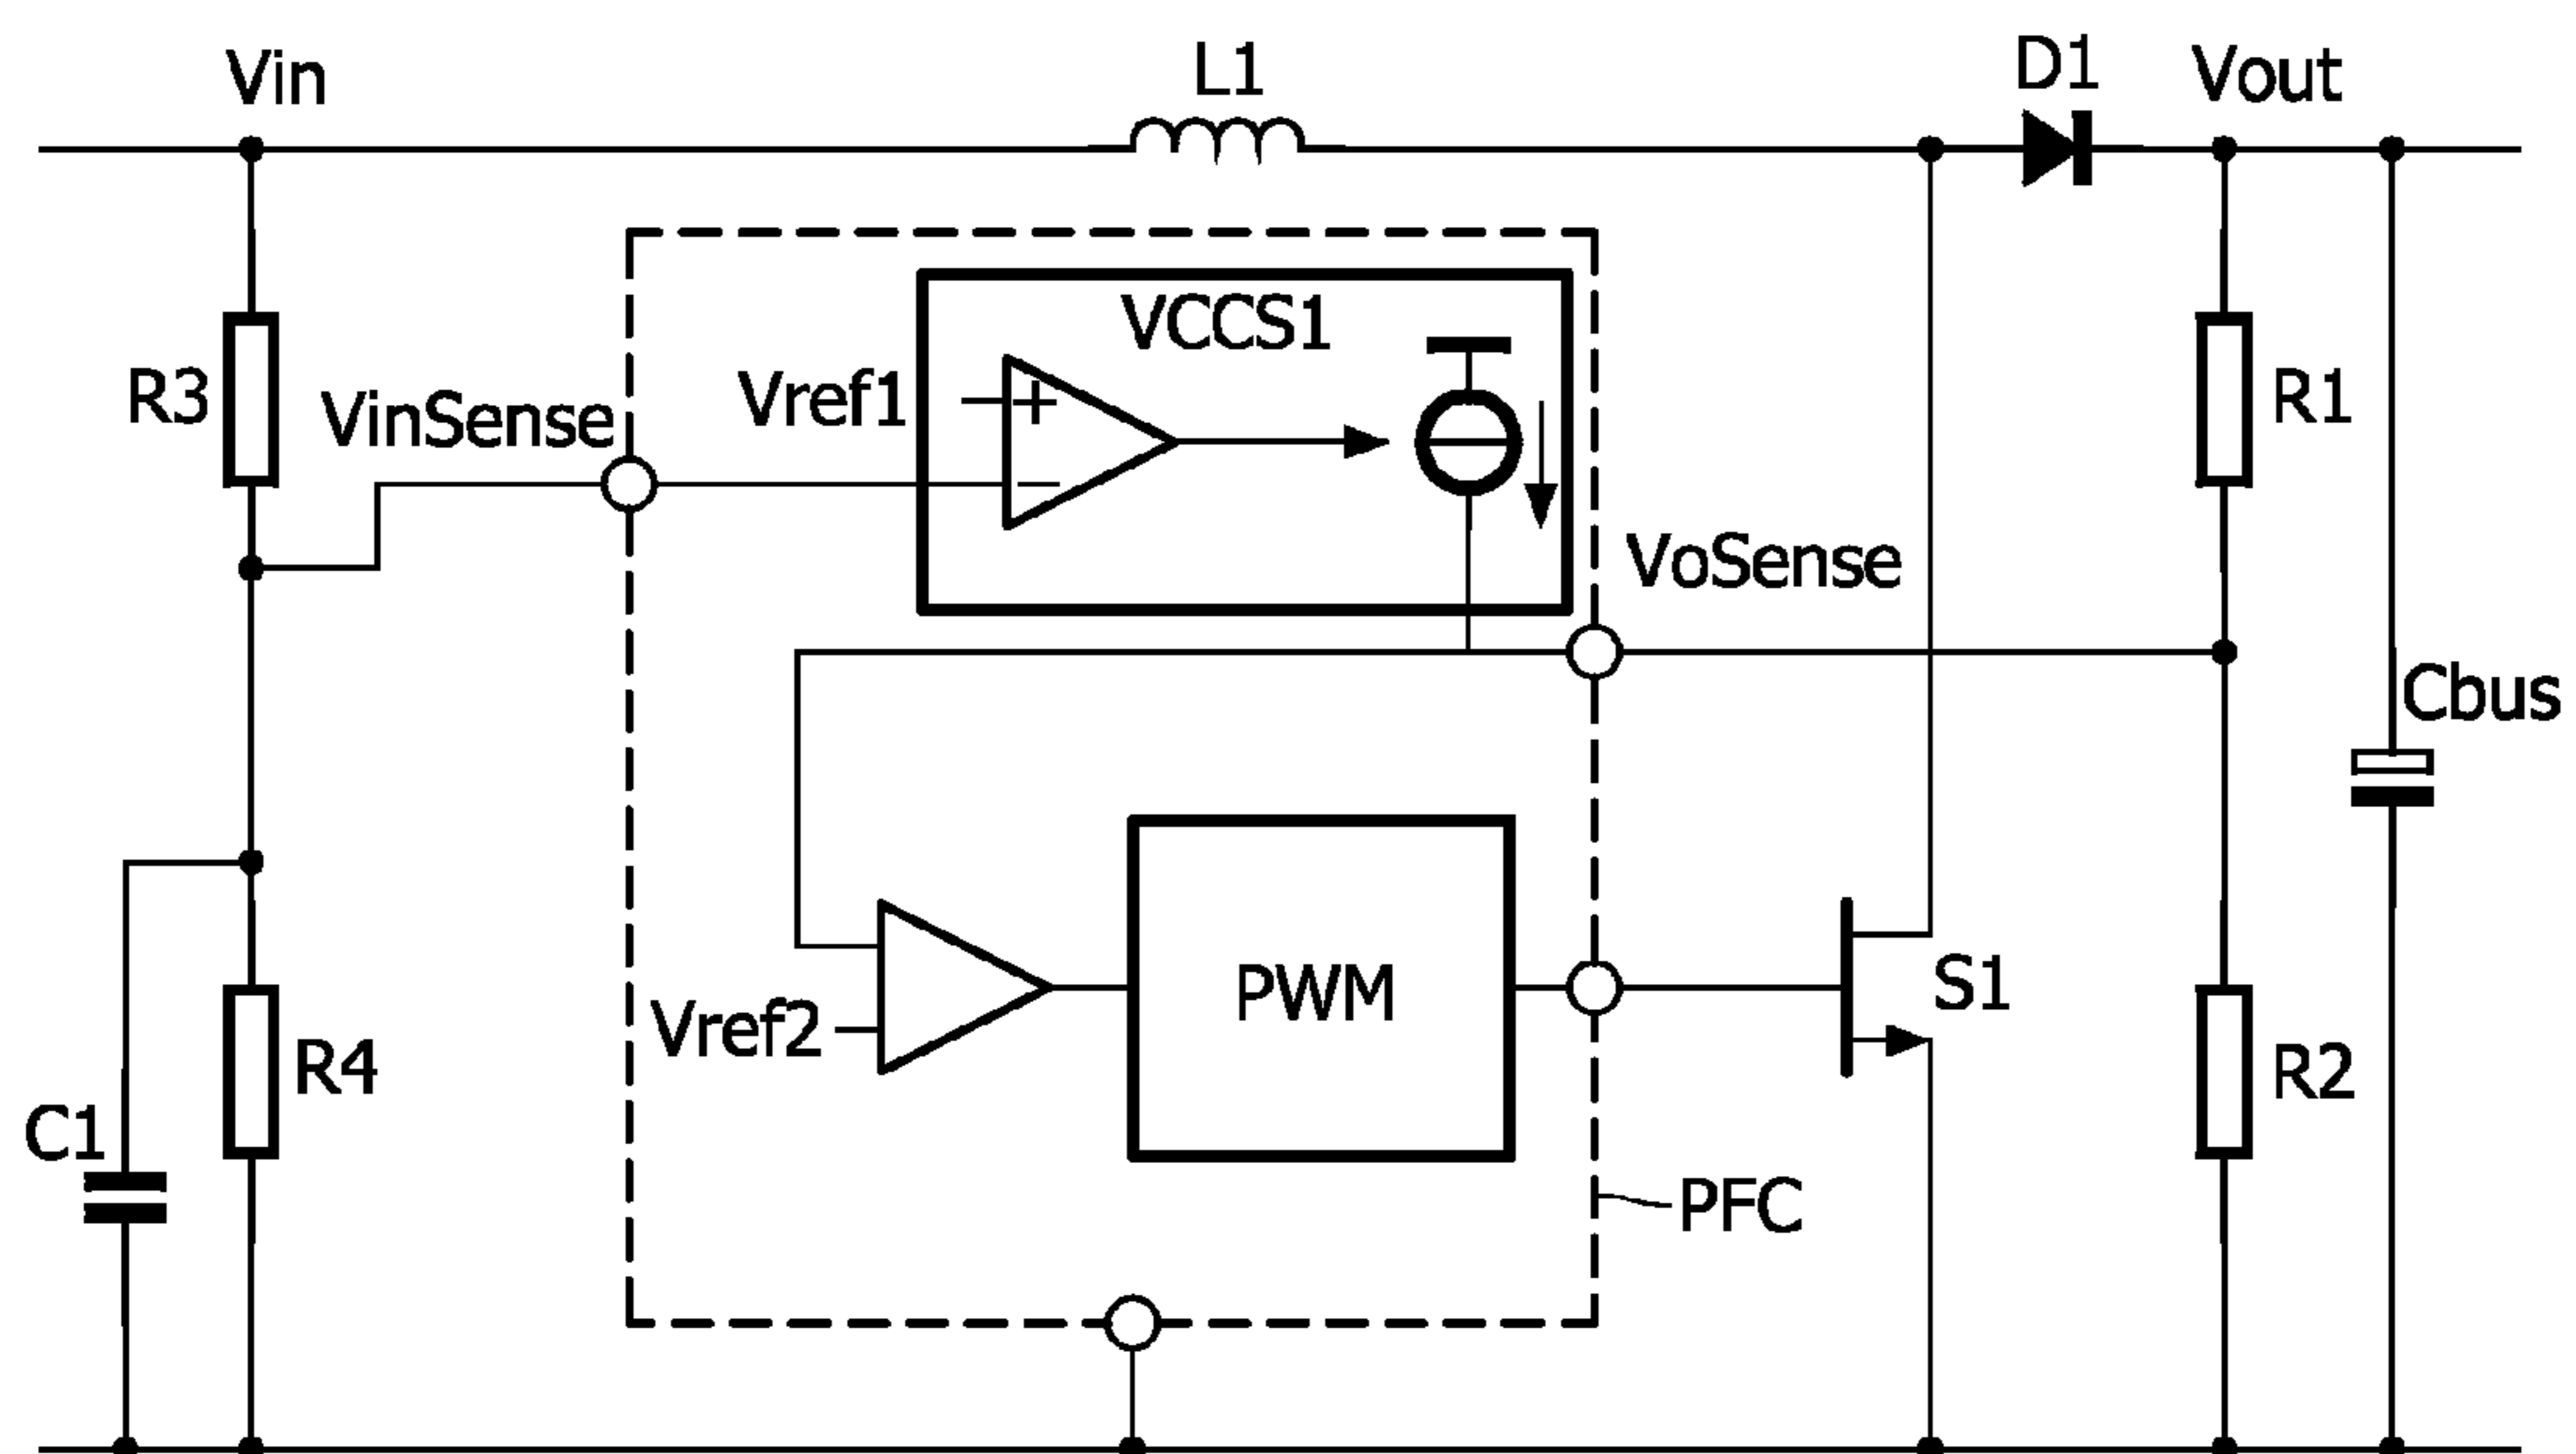 Vin
L1
D1
Vout
VCCS1
R3
VinSense
Vref1
+
−
R1
VoSense
Cbus
PWM
S1
Vref2
R4
R2
C1
PFC